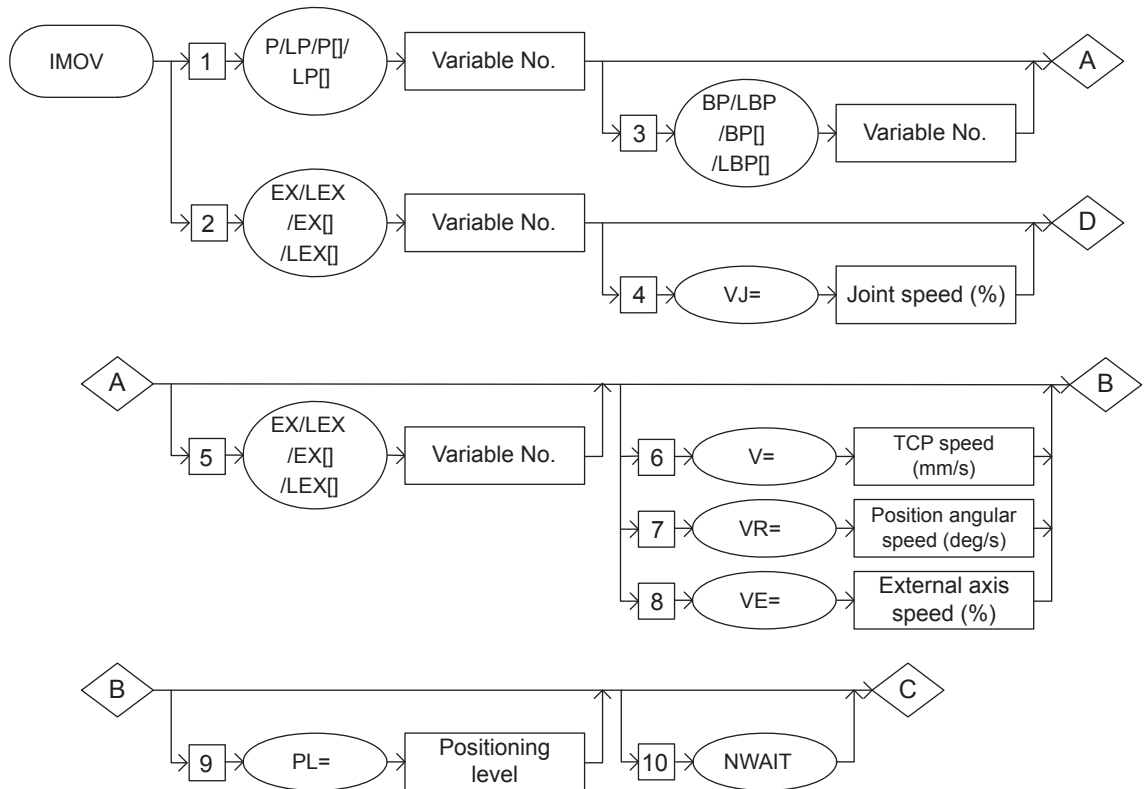 IMOV
1
P/LP/P[]/
LP[]
Variable No.
A
3
BP/LBP
/BP[]
/LBP[]
Variable No.
2
EX/LEX
/EX[]
/LEX[]
Variable No.
D
4
VJ=
Joint speed (%)
A
B
5
EX/LEX
/EX[]
/LEX[]
Variable No.
6
V=
TCP speed
(mm/s)
7
VR=
Position angular
speed (deg/s)
8
VE=
External axis
speed (%)
B
C
9
PL=
Positioning
level
10
NWAIT